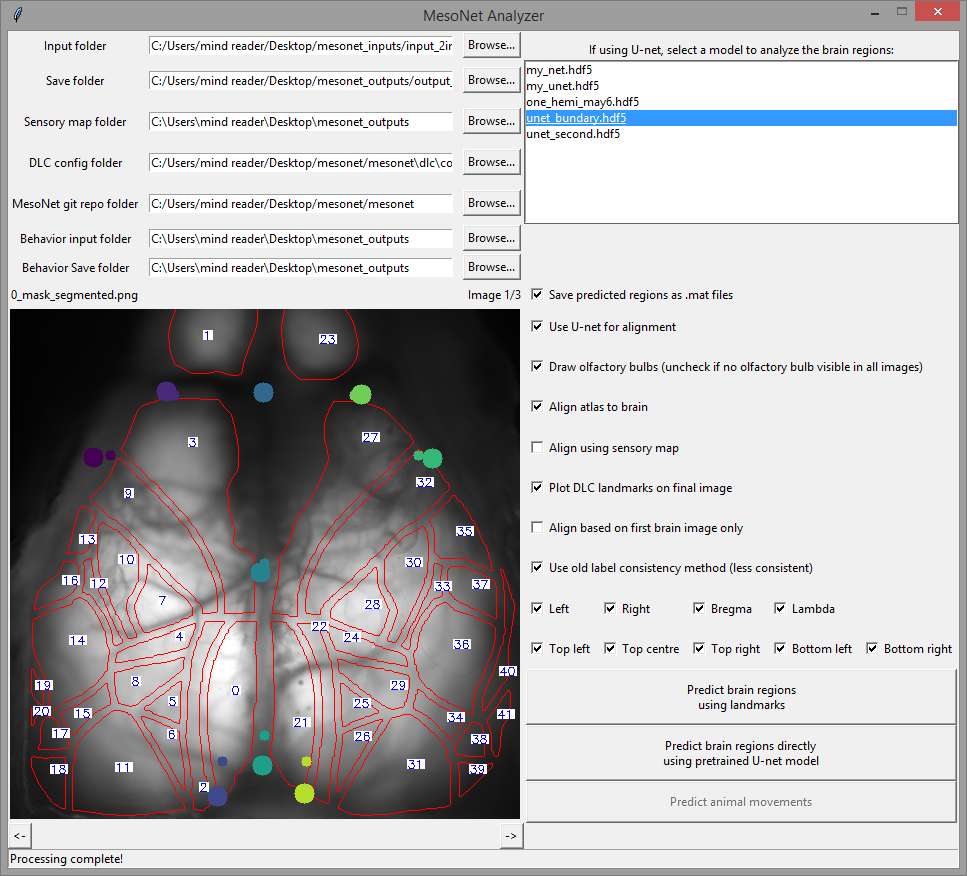 MesoNet Analyzer
Input folder C:/Users/mind reader/Desktop/mesonet_inputs/input_2in Browse...
Save folder C:/Users/mind reader/Desktop/mesonet_outputs/output_ Browse...
Sensory map folder C:\Users\mind reader\Desktop\mesonet_outputs Browse...
DLC config folder C:/Users/mind reader/Desktop/mesonet/mesonet\dlc\co Browse...
MesoNet git repo folder C:/Users/mind reader/Desktop/mesonet/mesonet Browse...
Behavior input folder C:\Users\mind reader\Desktop\mesonet_outputs Browse...
Behavior Save folder C:\Users\mind reader\Desktop\mesonet_outputs Browse...
If using U-net, select a model to analyze the brain regions:
my_net.hdf5
my_unet.hdf5
one_hemi_may6.hdf5
unet_bundary.hdf5
unet_second.hdf5
0_mask_segmented.png Image 1/3
1 23
27
3
32
9
35
13
10 30
16 12 33 37
7 28
22
4 24
14 36
40
8 29
19 0
5 25
20 15 21 34 41
17 6 26 38
11 31
18 39
2
<- ->
Save predicted regions as .mat files
Use U-net for alignment
Draw olfactory bulbs (uncheck if no olfactory bulb visible in all images)
Align atlas to brain
Align using sensory map
Plot DLC landmarks on final image
Align based on first brain image only
Use old label consistency method (less consistent)
Left Right Bregma Lambda
Top left Top centre Top right Bottom left Bottom right
Predict brain regions
using landmarks
Predict brain regions directly
using pretrained U-net model
Predict animal movements
Processing complete!